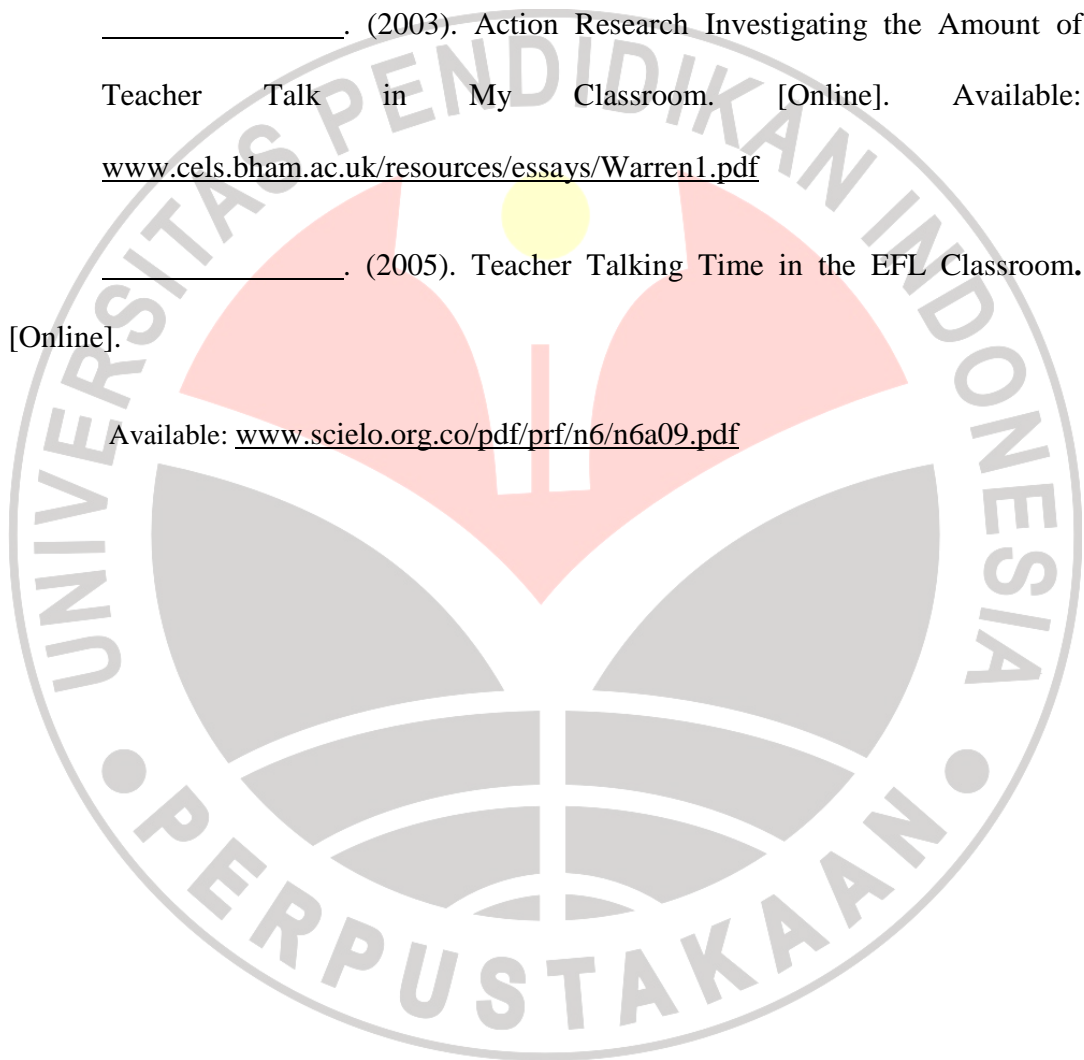 ________________. (2003). Action Research Investigating the Amount of
Teacher Talk in My Classroom. [Online]. Available:
www.cels.bham.ac.uk/resources/essays/Warren1.pdf
________________. (2005). Teacher Talking Time in the EFL Classroom.
[Online].
Available: www.scielo.org.co/pdf/prf/n6/n6a09.pdf
UNIVERSITAS PENDIDIKAN INDONESIA
PERPUSTAKAAN